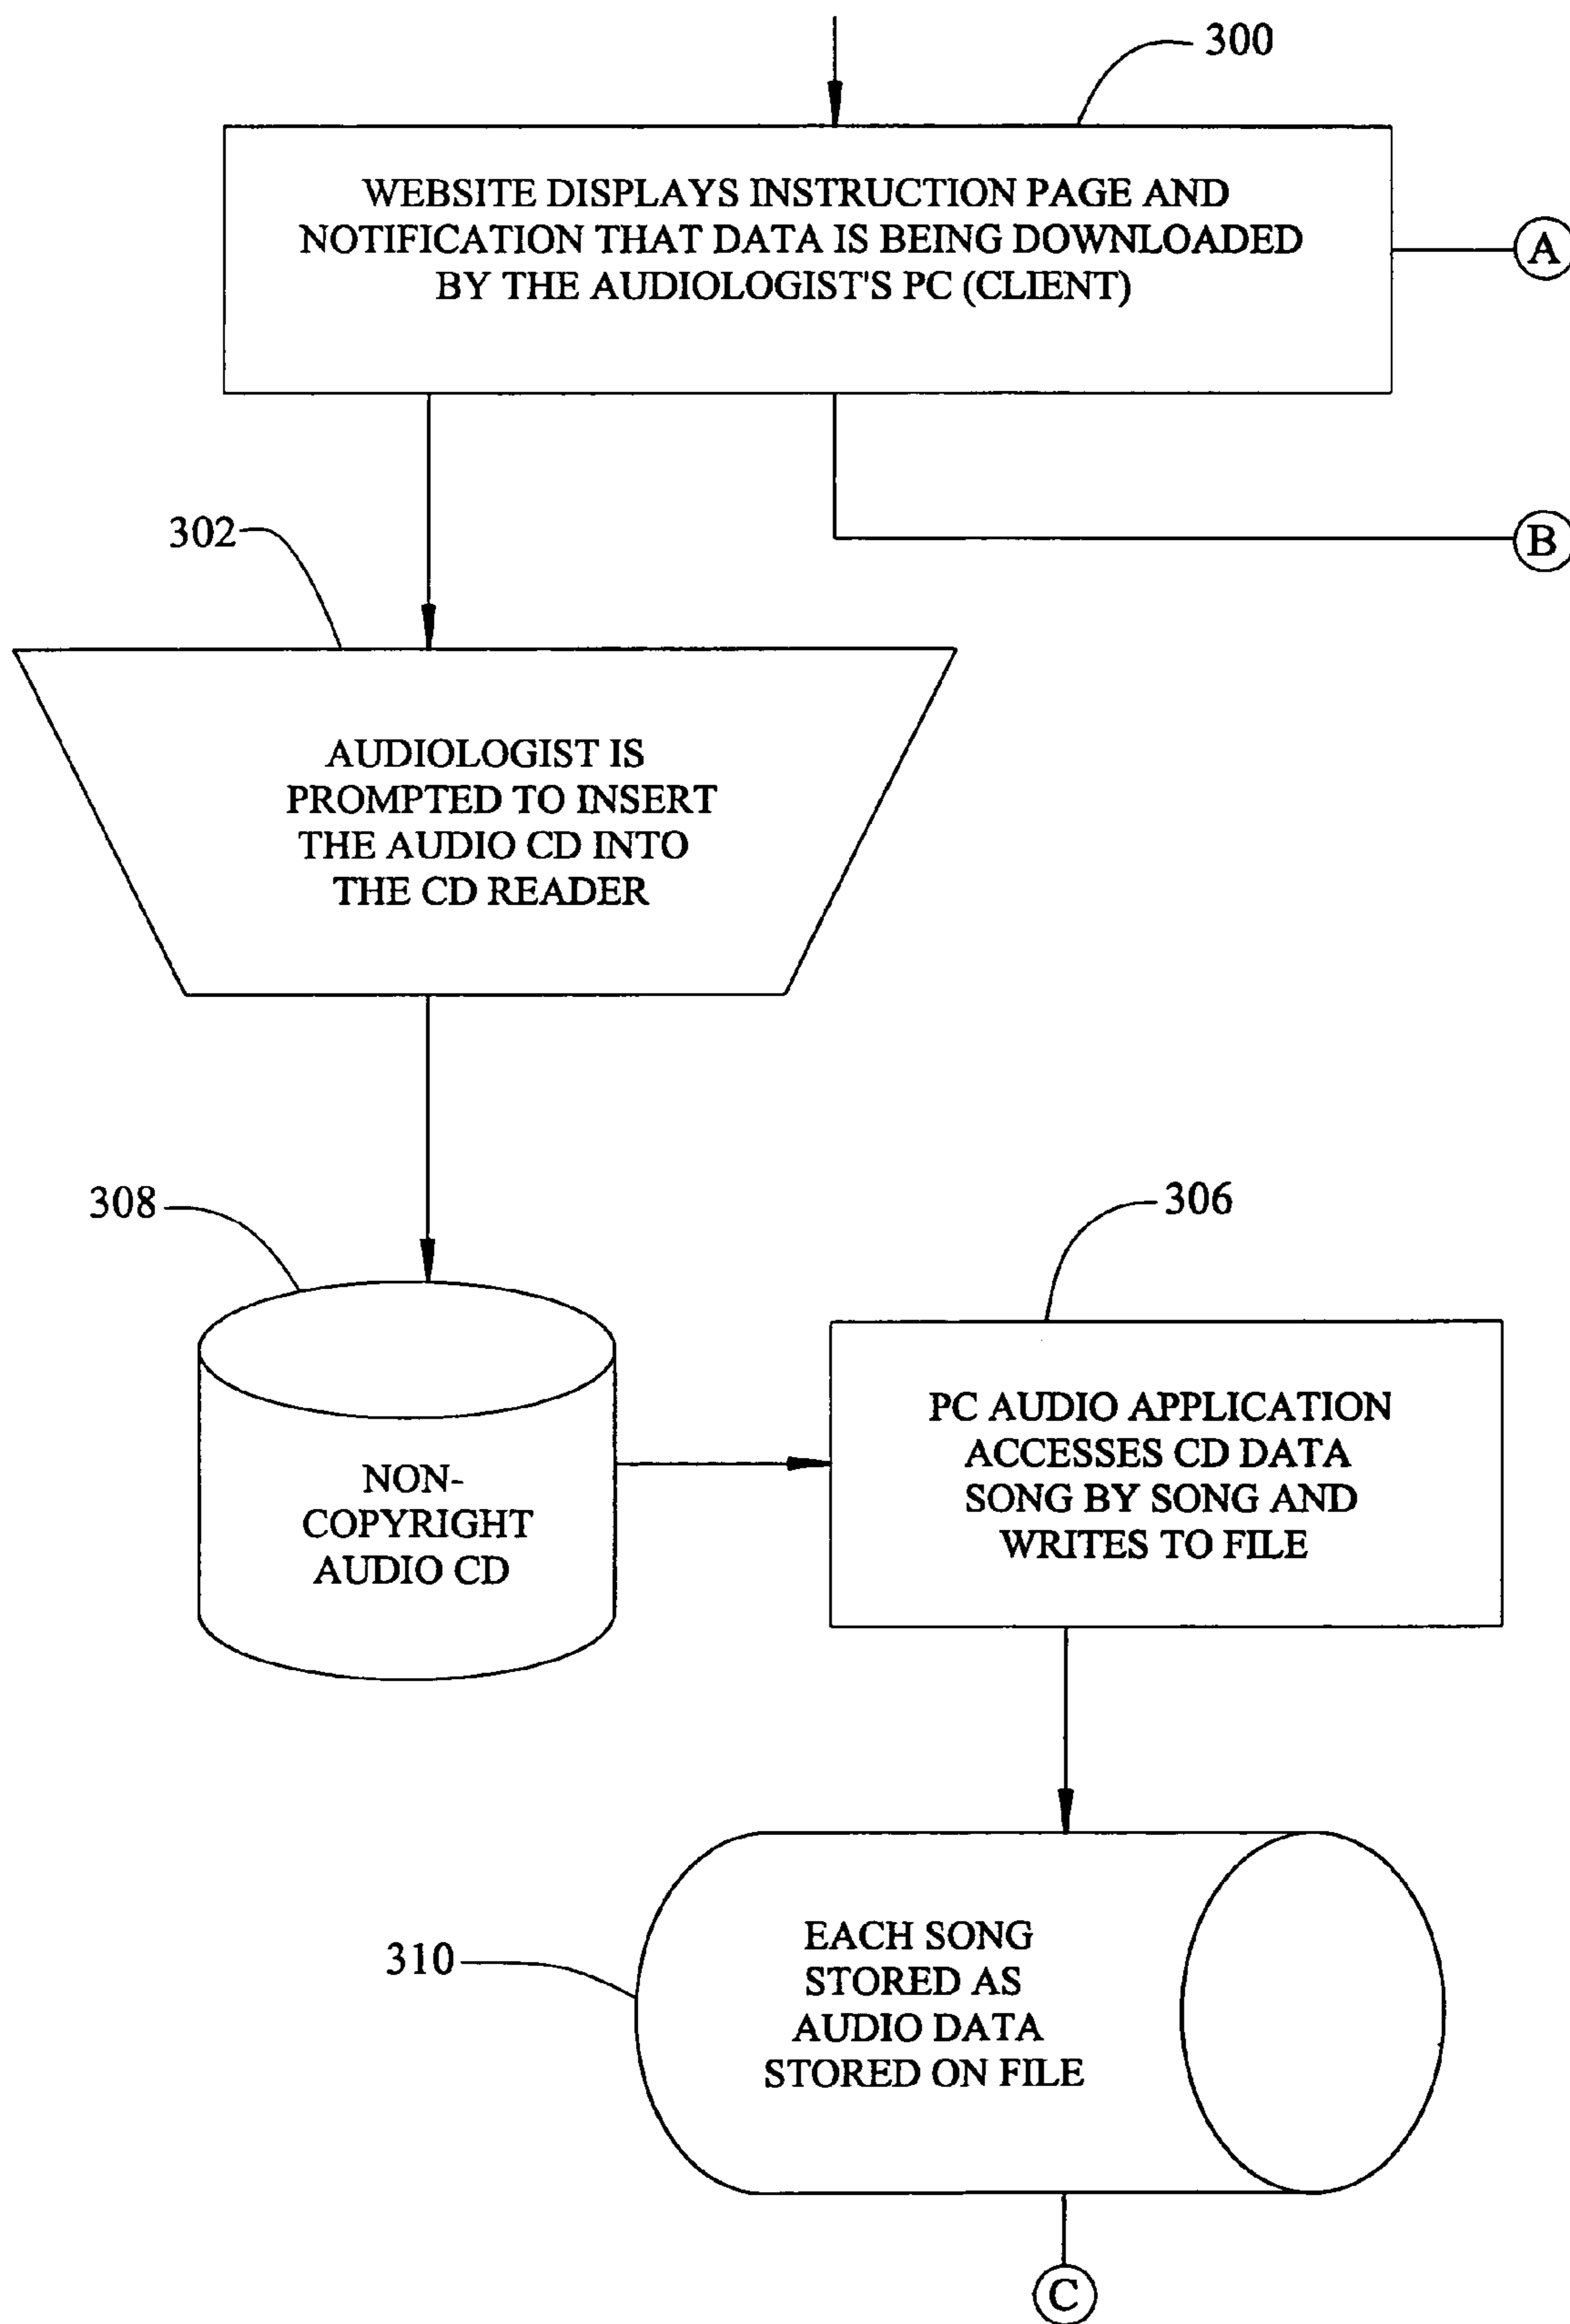 300
WEBSITE DISPLAYS INSTRUCTION PAGE AND
NOTIFICATION THAT DATA IS BEING DOWNLOADED
BY THE AUDIOLOGIST'S PC (CLIENT)
A
B
302
AUDIOLOGIST IS
PROMPTED TO INSERT
THE AUDIO CD INTO
THE CD READER
308
NON-
COPYRIGHT
AUDIO CD
306
PC AUDIO APPLICATION
ACCESSES CD DATA
SONG BY SONG AND
WRITES TO FILE
310
EACH SONG
STORED AS
AUDIO DATA
STORED ON FILE
C